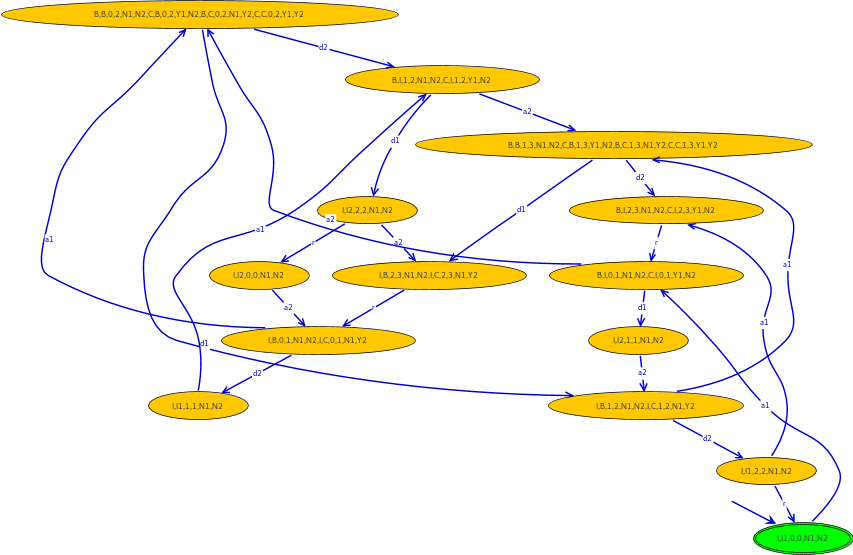 B,B,0,2,N1,N2,C,B,0,2,Y1,N2,B,C,0,2,N1,Y2,C,C,0,2,Y1,Y2
d2
B,I,1,2,N1,N2,C,I,1,2,Y1,N2
a2
d1
B,B,1,3,N1,N2,C,B,1,3,Y1,N2,B,C,1,3,N1,Y2,C,C,1,3,Y1,Y2
d2
d1
I,I2,2,2,N1,N2
B,I,2,3,N1,N2,C,I,2,3,Y1,N2
a2
a1
a1
r
a2
r
a1
I,I2,0,0,N1,N2
I,B,2,3,N1,N2,I,C,2,3,N1,Y2
B,I,0,1,N1,N2,C,I,0,1,Y1,N2
a2
r
d1
a1
I,B,0,1,N1,N2,I,C,0,1,N1,Y2
I,I2,1,1,N1,N2
d1
d2
a2
I,I1,1,1,N1,N2
I,B,1,2,N1,N2,I,C,1,2,N1,Y2
a1
d2
I,I1,2,2,N1,N2
r
I,I1,0,0,N1,N2